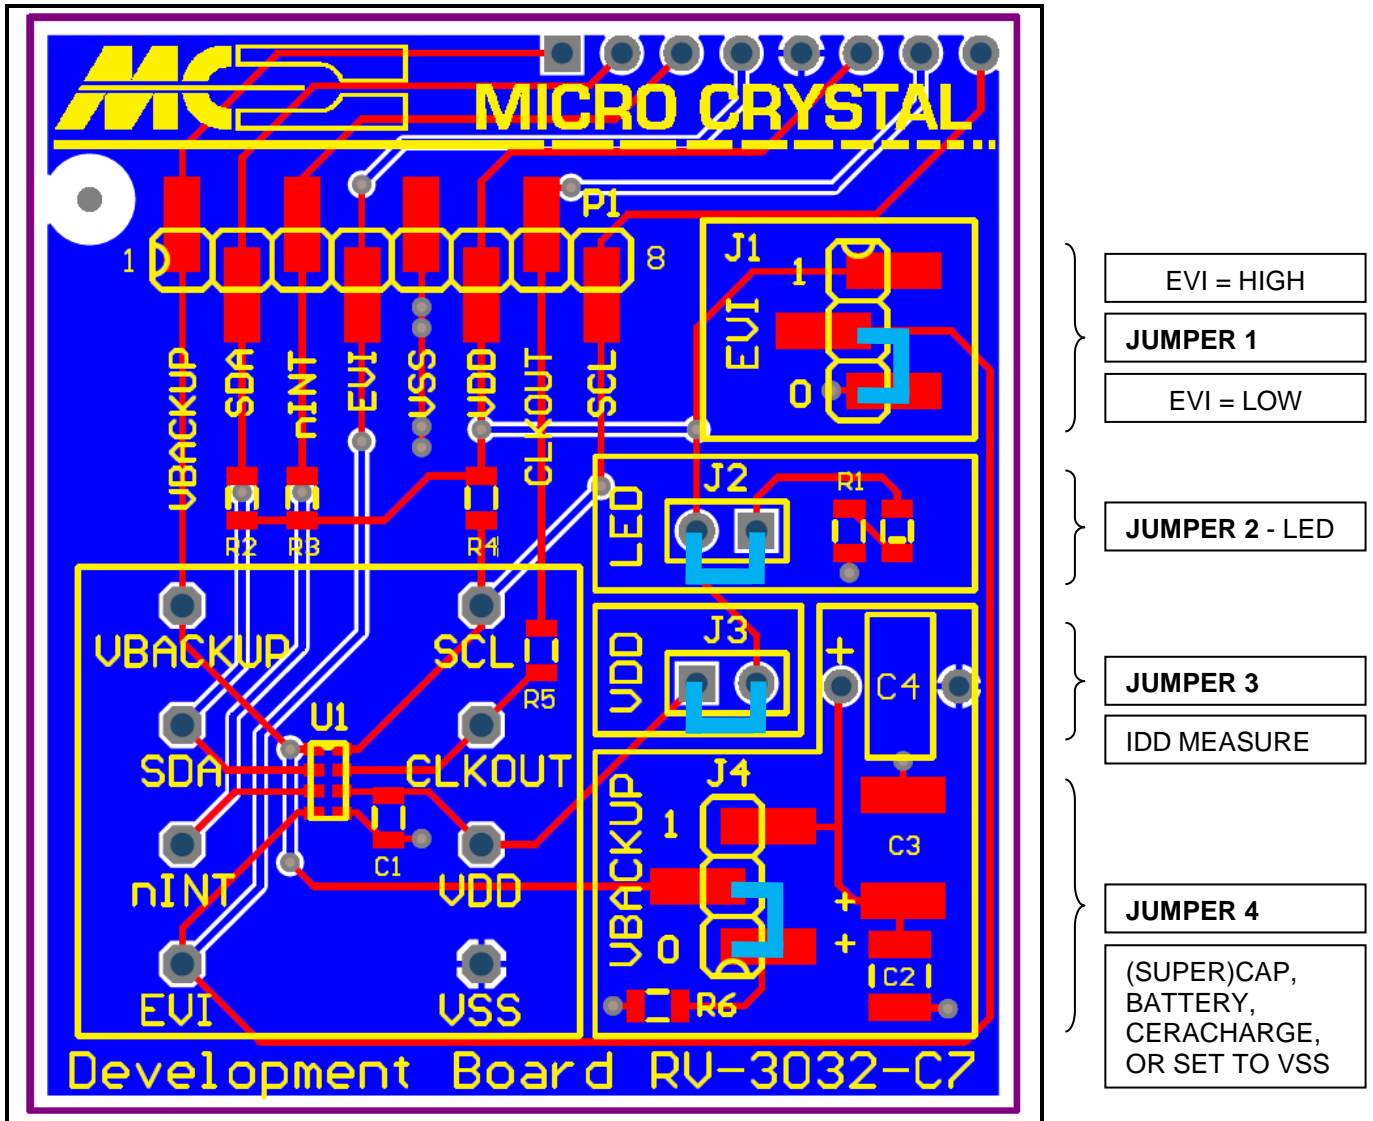 MC
MICRO CRYSTAL
P1
1
8
VBACKUP
SDA
nINT
EVI
VSS
VDD
CLKOUT
SCL
J1
1
EVI
0
J2
LED
R1
R2
R3
R4
VBACKUP
SCL
R5
J3
VDD
+
C4
U1
SDA
CLKOUT
J4
VBACKUP
1
C3
C1
nINT
VDD
+
0
+
C2
EVI
VSS
R6
Development Board RV-3032-C7
EVI = HIGH
JUMPER 1
EVI = LOW
JUMPER 2 - LED
JUMPER 3
IDD MEASURE
JUMPER 4
(SUPER)CAP,
BATTERY,
CERACHARGE,
OR SET TO VSS